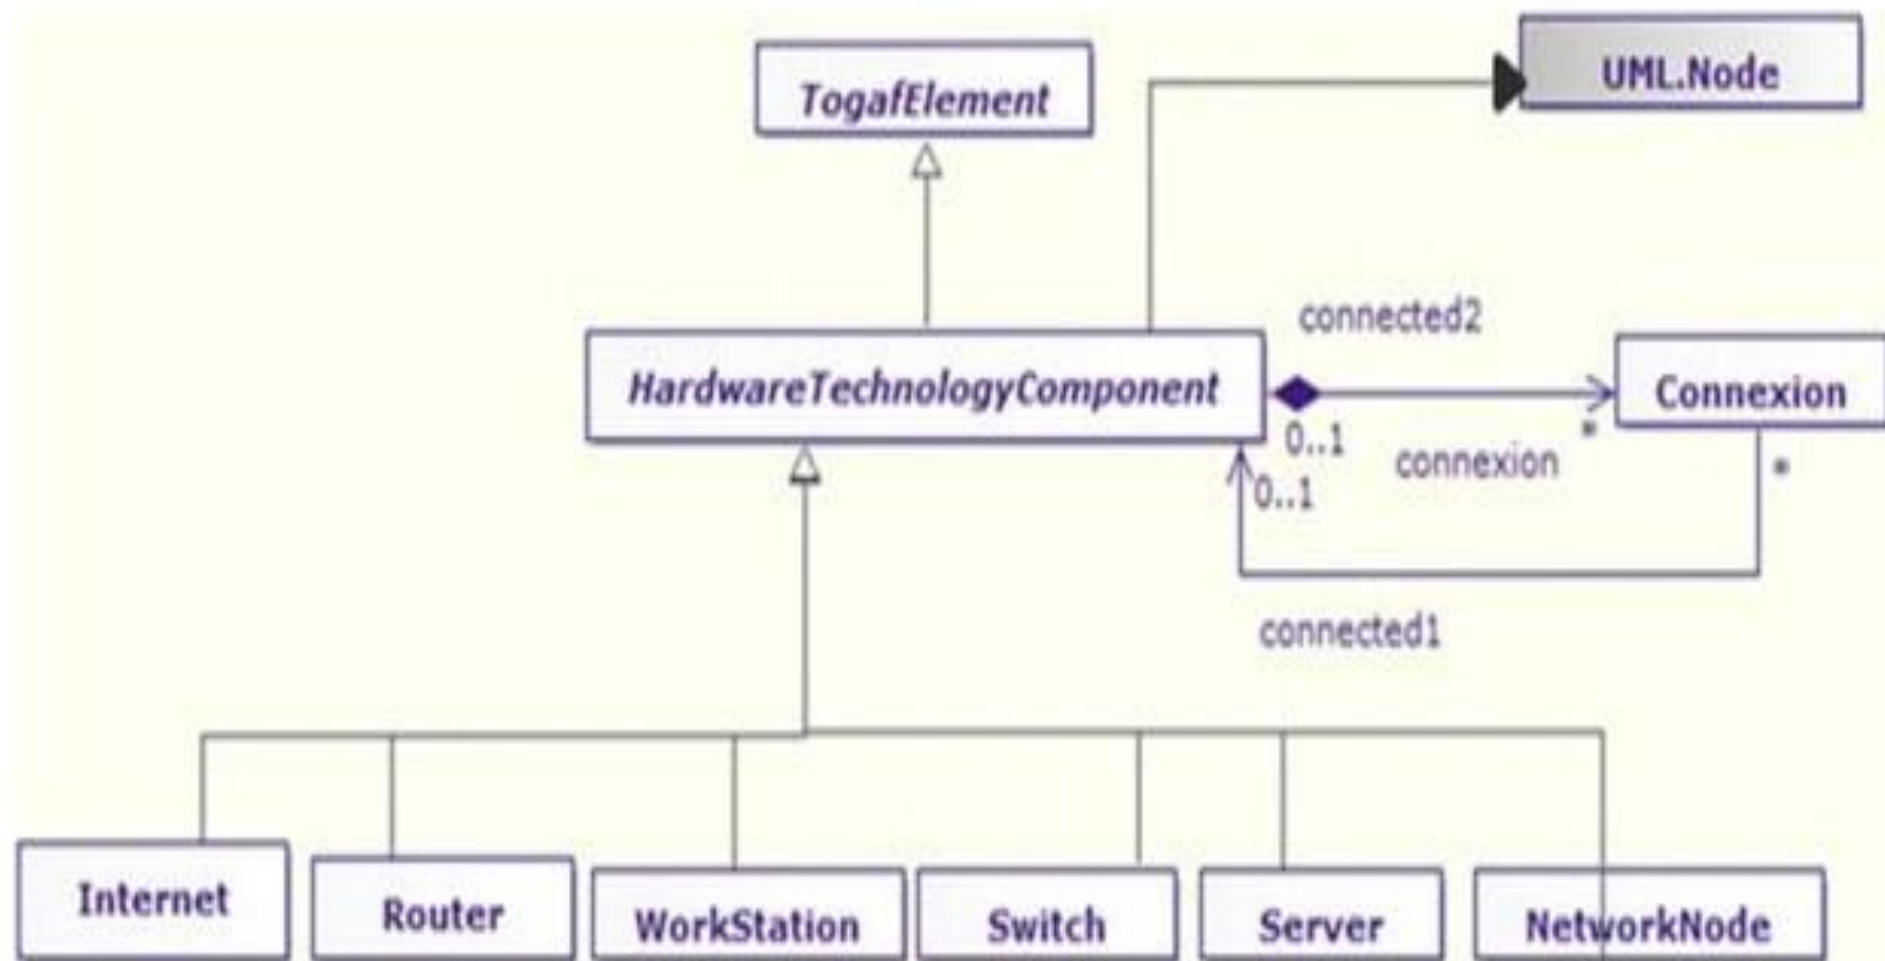 UML.Node
TogafElement
connected2
HardwareTechnologyComponent
Connexion
0..1
*
connexion
*
0..1
connected1
Internet
Router
WorkStation
Switch
Server
NetworkNode